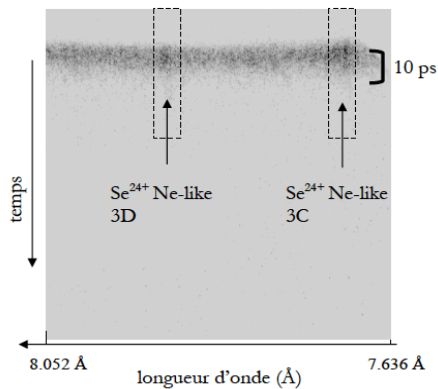 10 ps
Se²⁴⁺ Ne-like
3D
Se²⁴⁺ Ne-like
3C
temps
8.052 Å
7.636 Å
longueur d'onde (Å)